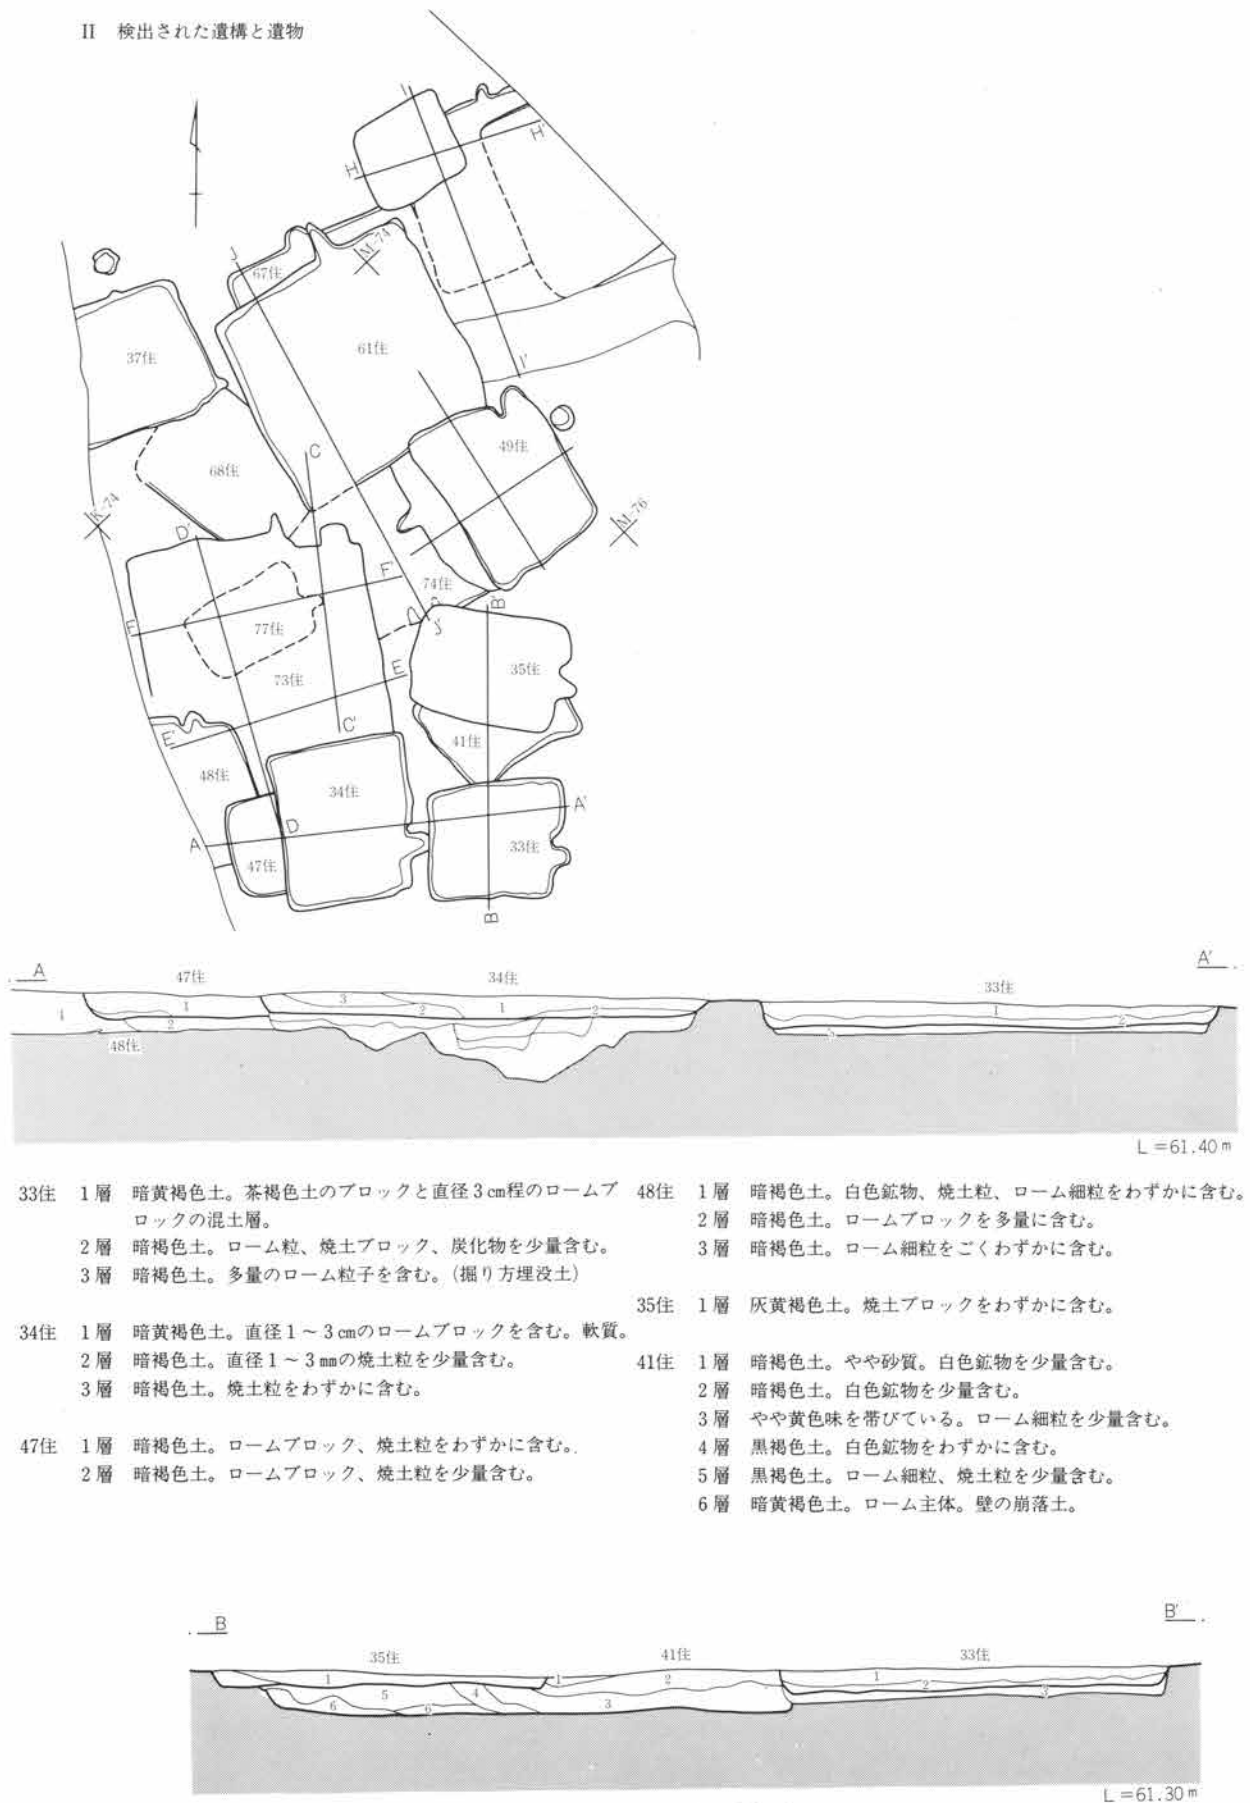 II　検出された遺構と遺物
H
H'
M-74
J
67住
61住
37住
I'
49住
C
68住
K-74
M-76
D'
F'
74住
B'
J'
F
77住
35住
E'
73住
C'
E
41住
48住
34住
A'
D
A
33住
47住
B
A
47住
34住
33住
A'
1
1
2
3
2
1
2
1
2
3
48住
L＝61.40m
33住　1層　暗黄褐色土。茶褐色土のブロックと直径3cm程のロームブ
ロックの混土層。
2層　暗褐色土。ローム粒、焼土ブロック、炭化物を少量含む。
3層　暗褐色土。多量のローム粒子を含む。(掘り方埋没土)
34住　1層　暗黄褐色土。直径1～3cmのロームブロックを含む。軟質。
2層　暗褐色土。直径1～3mmの焼土粒を少量含む。
3層　暗褐色土。焼土粒をわずかに含む。
47住　1層　暗褐色土。ロームブロック、焼土粒をわずかに含む。
2層　暗褐色土。ロームブロック、焼土粒を少量含む。
48住　1層　暗褐色土。白色鉱物、焼土粒、ローム細粒をわずかに含む。
2層　暗褐色土。ロームブロックを多量に含む。
3層　暗褐色土。ローム細粒をごくわずかに含む。
35住　1層　灰黄褐色土。焼土ブロックをわずかに含む。
41住　1層　暗褐色土。やや砂質。白色鉱物を少量含む。
2層　暗褐色土。白色鉱物を少量含む。
3層　やや黄色味を帯びている。ローム細粒を少量含む。
4層　黒褐色土。白色鉱物をわずかに含む。
5層　黒褐色土。ローム細粒、焼土粒を少量含む。
6層　暗黄褐色土。ローム主体。壁の崩落土。
B
35住
41住
33住
B'
1
1
2
1
2
3
5
4
6
6
3
L＝61.30m